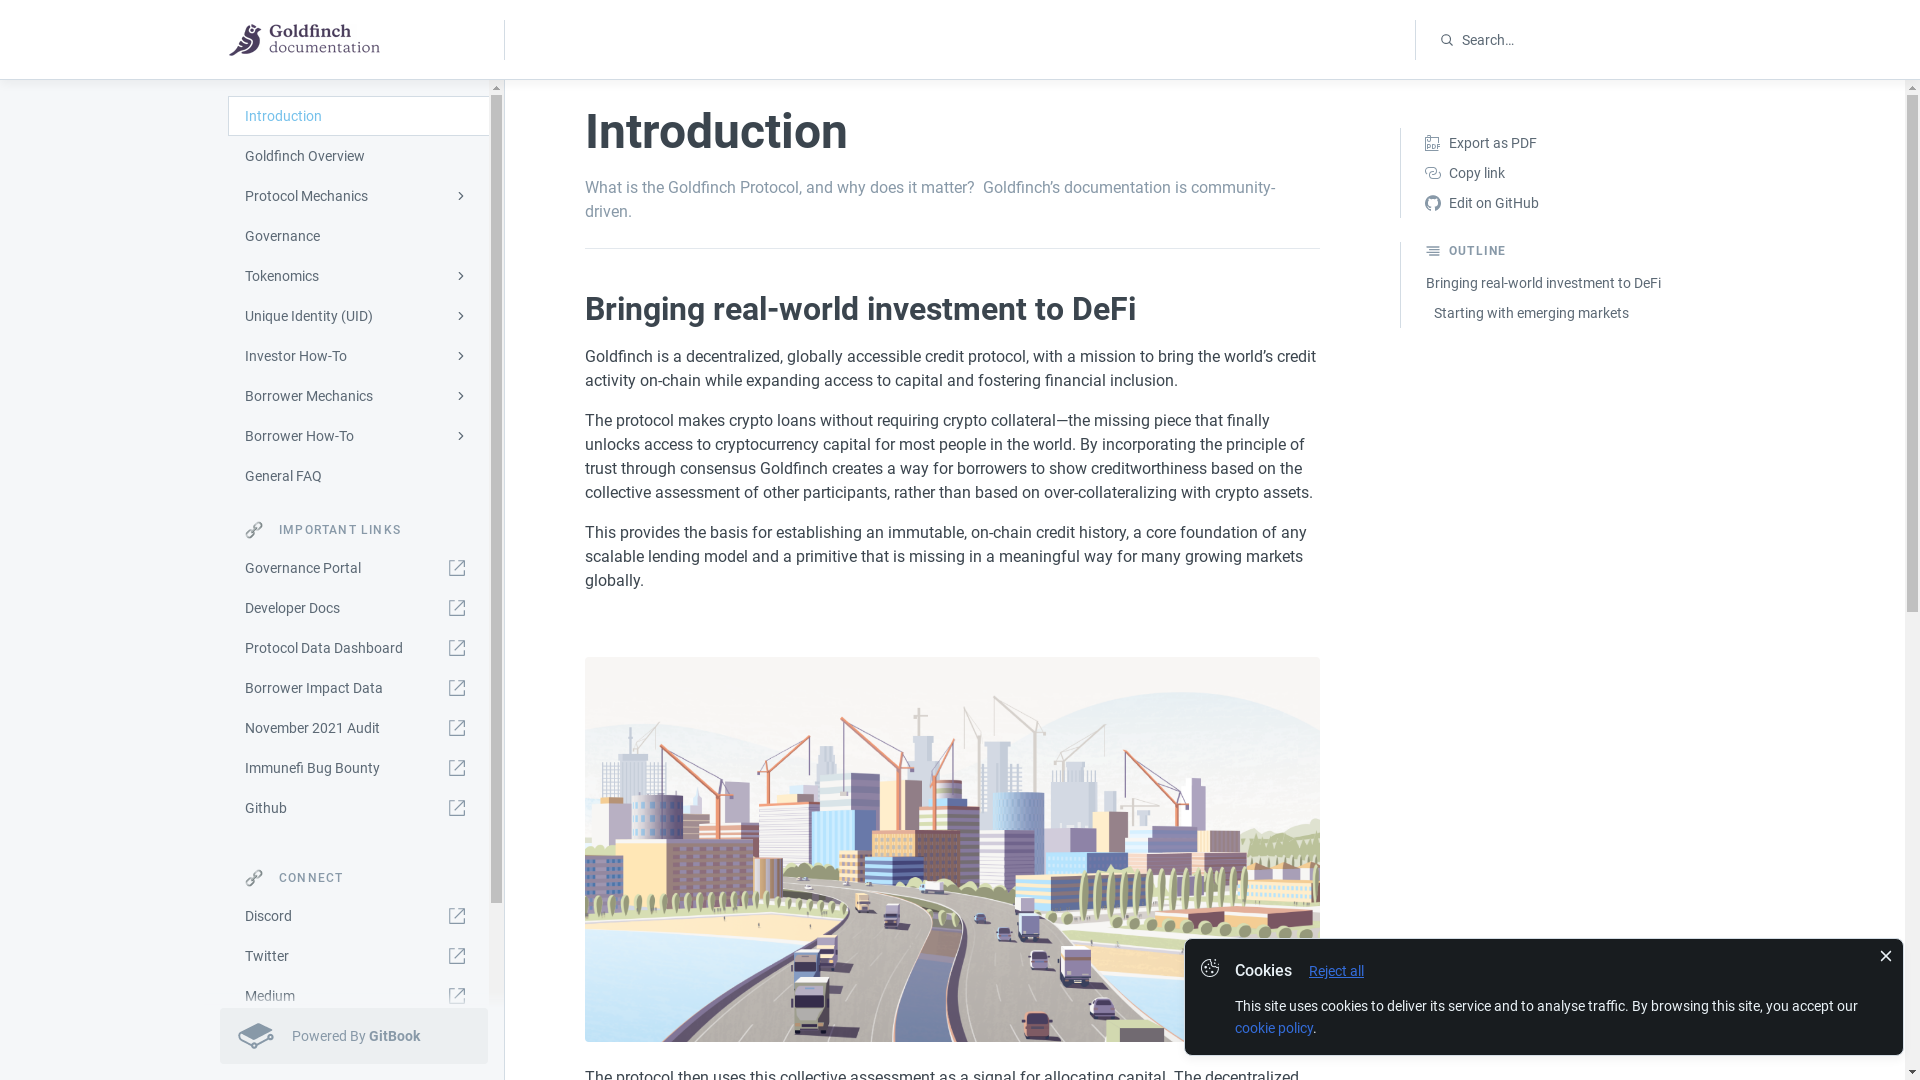 Goldfinch
documentation
Search…
Introduction
Goldfinch Overview
Protocol Mechanics
Governance
Tokenomics
Unique Identity (UID)
Investor How-To
Borrower Mechanics
Borrower How-To
General FAQ
IMPORTANT LINKS
Governance Portal
Developer Docs
Protocol Data Dashboard
Borrower Impact Data
November 2021 Audit
Immunefi Bug Bounty
Github
CONNECT
Discord
Twitter
Medium
Powered By GitBook
Introduction
What is the Goldfinch Protocol, and why does it matter?  Goldfinch’s documentation is community-
driven.
Bringing real-world investment to DeFi
Goldfinch is a decentralized, globally accessible credit protocol, with a mission to bring the world’s credit
activity on-chain while expanding access to capital and fostering financial inclusion.
The protocol makes crypto loans without requiring crypto collateral—the missing piece that finally
unlocks access to cryptocurrency capital for most people in the world. By incorporating the principle of
trust through consensus Goldfinch creates a way for borrowers to show creditworthiness based on the
collective assessment of other participants, rather than based on over-collateralizing with crypto assets.
This provides the basis for establishing an immutable, on-chain credit history, a core foundation of any
scalable lending model and a primitive that is missing in a meaningful way for many growing markets
globally.
The protocol then uses this collective assessment as a signal for allocating capital. The decentralized
PDF
Export as PDF
Copy link
Edit on GitHub
OUTLINE
Bringing real-world investment to DeFi
Starting with emerging markets
Cookies Reject all
This site uses cookies to deliver its service and to analyse traffic. By browsing this site, you accept our
cookie policy.